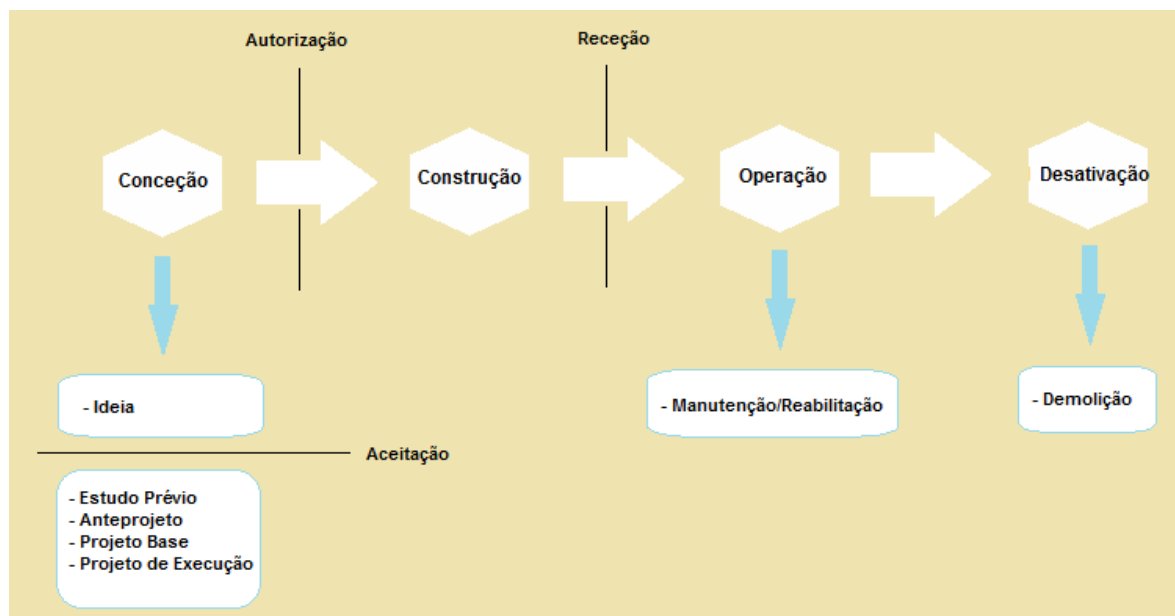 Autorização
Receção
Conceção
Construção
Operação
Desativação
- Ideia
- Manutenção/Reabilitação
- Demolição
Aceitação
- Estudo Prévio
- Anteprojeto
- Projeto Base
- Projeto de Execução